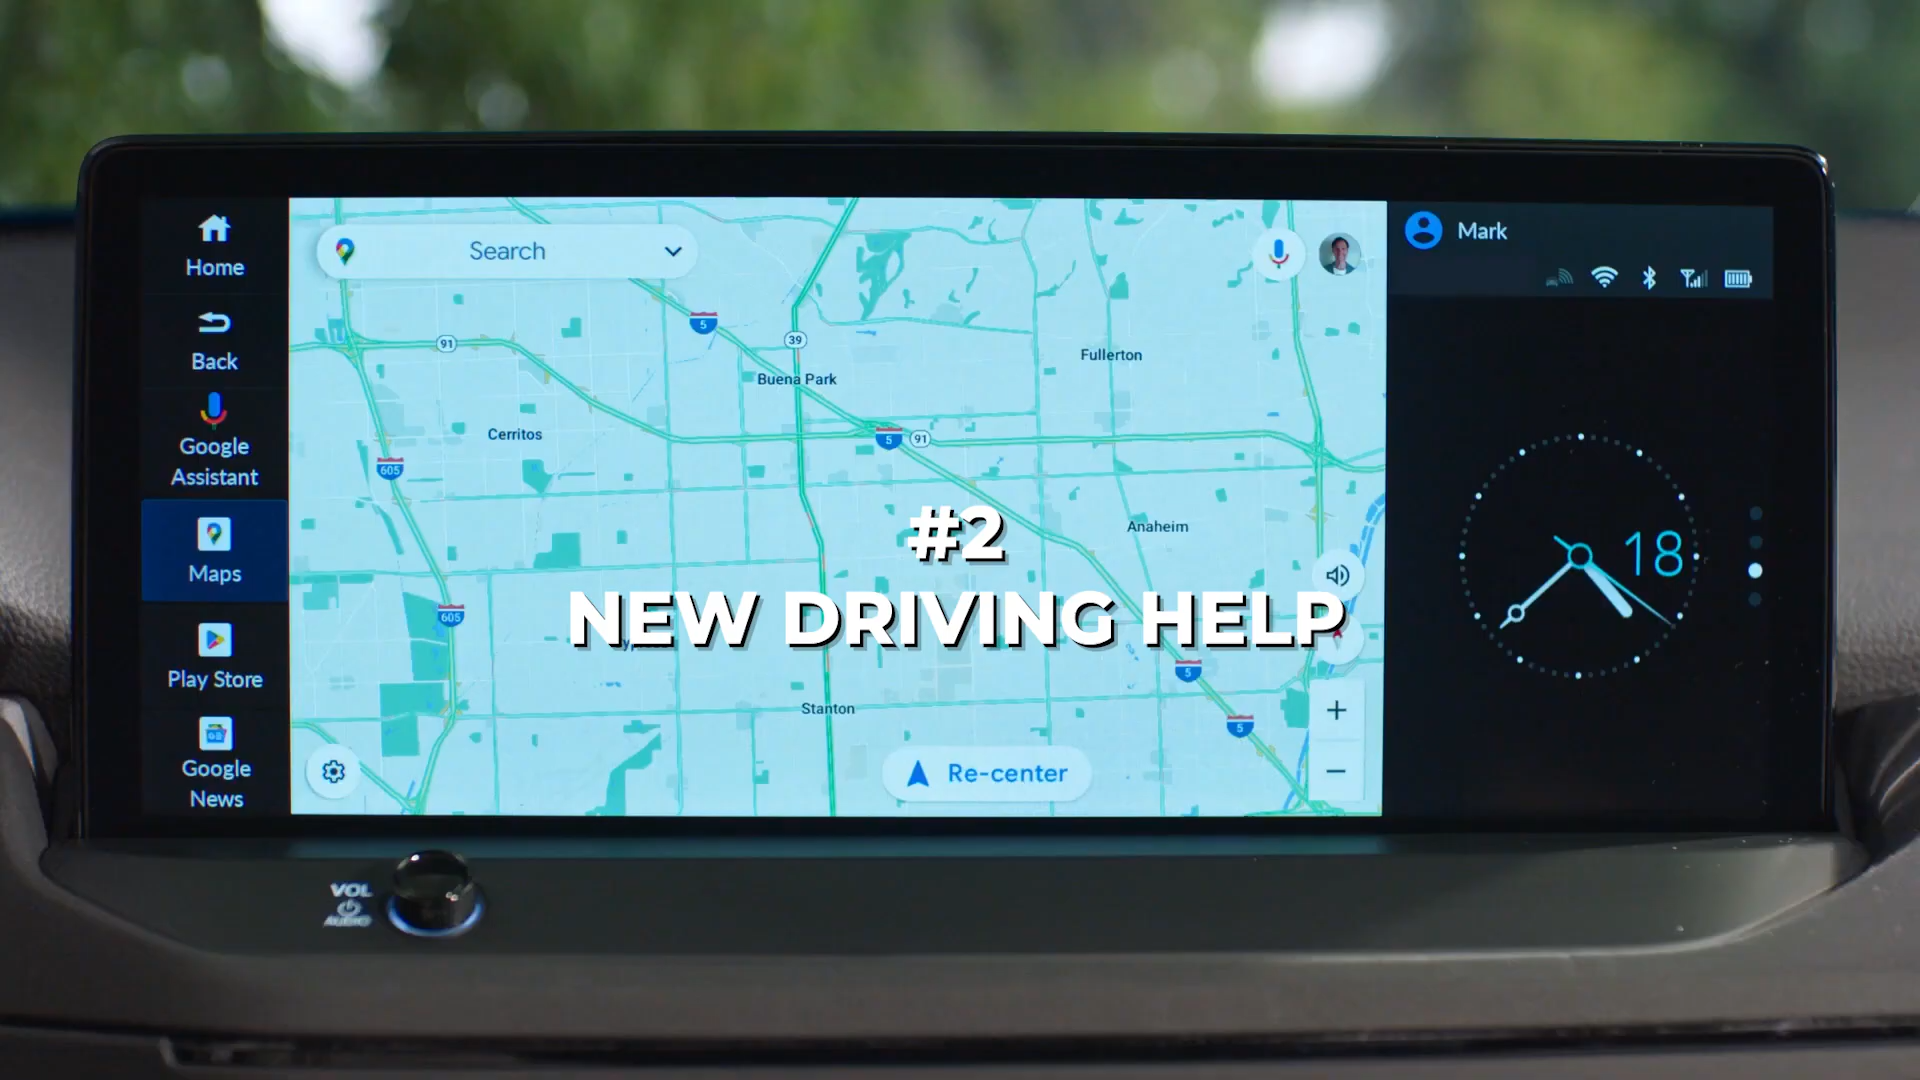 Home
Back
Google
Assistant
Maps
Play Store
Google
News
Search
Mark
5
91
39
Fullerton
Buena Park
Cerritos
5
91
605
Anaheim
18
#2
NEW DRIVING HELP
605
5
Stanton
5
Re-center
VOL
AUDIO